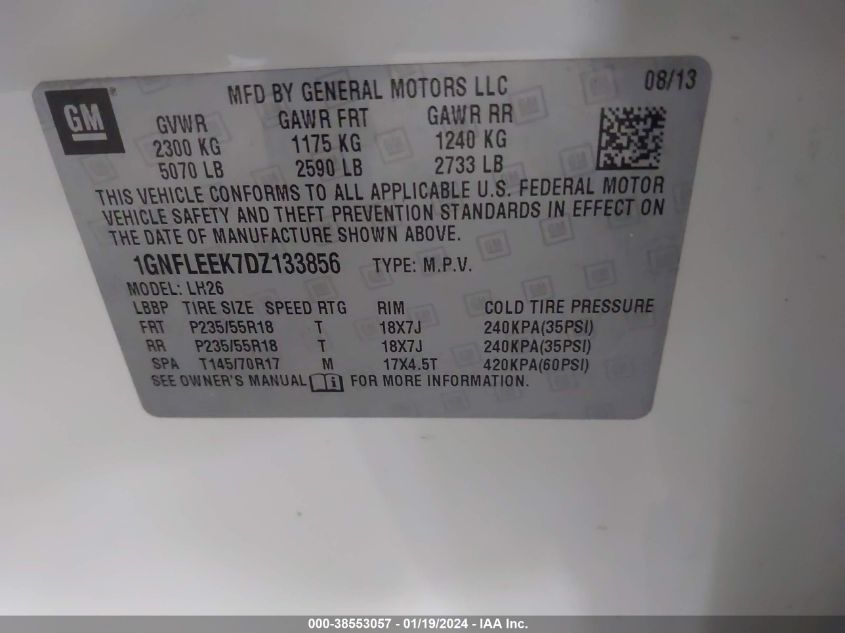 GM ®
MFD BY GENERAL MOTORS LLC 08/13
GVWR GAWR FRT GAWR RR
2300 KG 1175 KG 1240 KG
5070 LB 2590 LB 2733 LB
THIS VEHICLE CONFORMS TO ALL APPLICABLE U.S. FEDERAL MOTOR
VEHICLE SAFETY AND THEFT PREVENTION STANDARDS IN EFFECT ON
THE DATE OF MANUFACTURE SHOWN ABOVE.
1GNFLEEK7DZ133856 TYPE: M.P.V.
MODEL: LH26
LBBP TIRE SIZE SPEED RTG RIM COLD TIRE PRESSURE
FRT P235/55R18 T 18X7J 240KPA(35PSI)
RR P235/55R18 T 18X7J 240KPA(35PSI)
SPA T145/70R17 M 17X4.5T 420KPA(60PSI)
SEE OWNER'S MANUAL i FOR MORE INFORMATION.
000-38553057 - 01/19/2024 - IAA Inc.